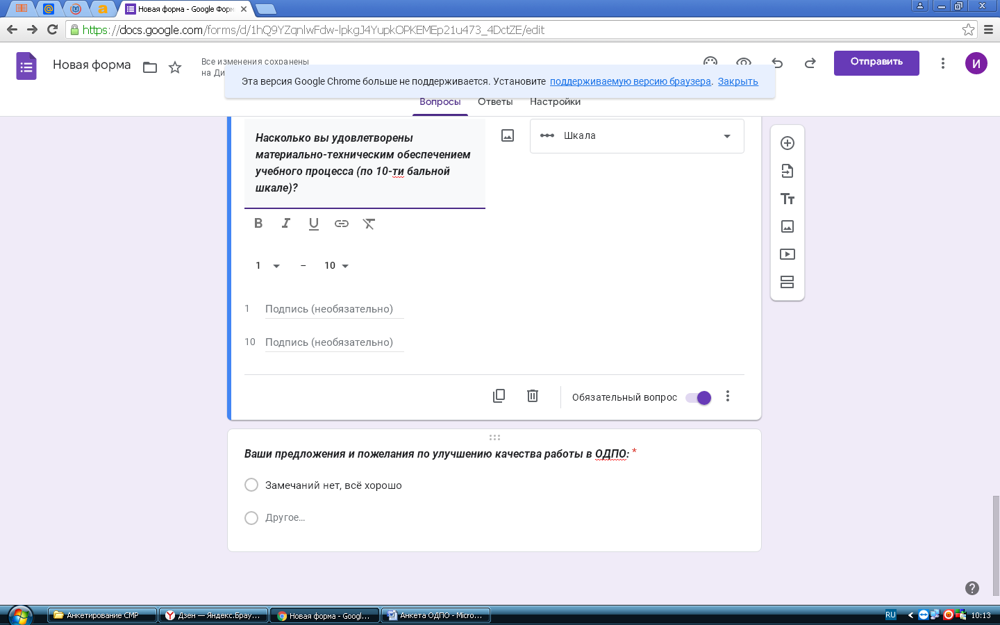 Новая форма - Google Форм
https://docs.google.com/forms/d/1hQ9YZqnlwFdw-lpkgJ4YupkOPKEMEp21u473_4DctZE/edit
Новая форма
Все изменения сохранены
на Ди
Отправить
И
Эта версия Google Chrome больше не поддерживается. Установите поддерживаемую версию браузера. Закрыть
Вопросы Ответы Настройки
Насколько вы удовлетворены
материально-техническим обеспечением
учебного процесса (по 10-ти бальной
шкале)?
Шкала
B I U
1 – 10
1 Подпись (необязательно)
10 Подпись (необязательно)
Обязательный вопрос
Ваши предложения и пожелания по улучшению качества работы в ОДПО: *
Замечаний нет, всё хорошо
Другое…
Анкетирование СМР
Дзен — Яндекс.Брау...
Новая форма - Googl...
Анкета ОДПО - Micro...
RU
10:13